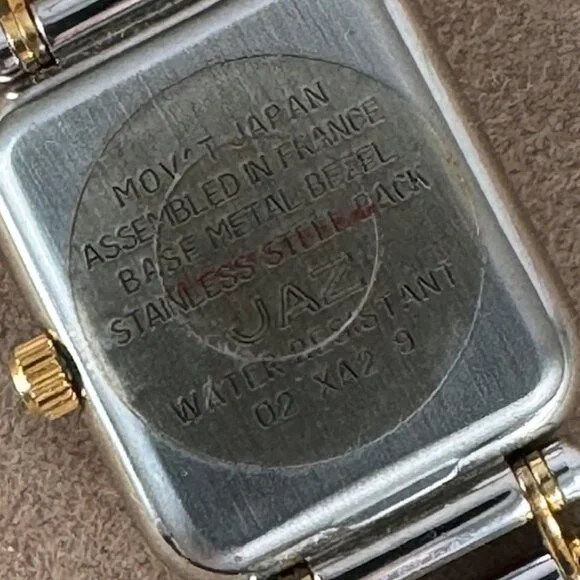 MOV'T JAPAN
ASSEMBLED IN FRANCE
BASE METAL BEZEL
STAINLESS STEEL BACK
JAZ
WATER RESISTANT
02 XA2 9